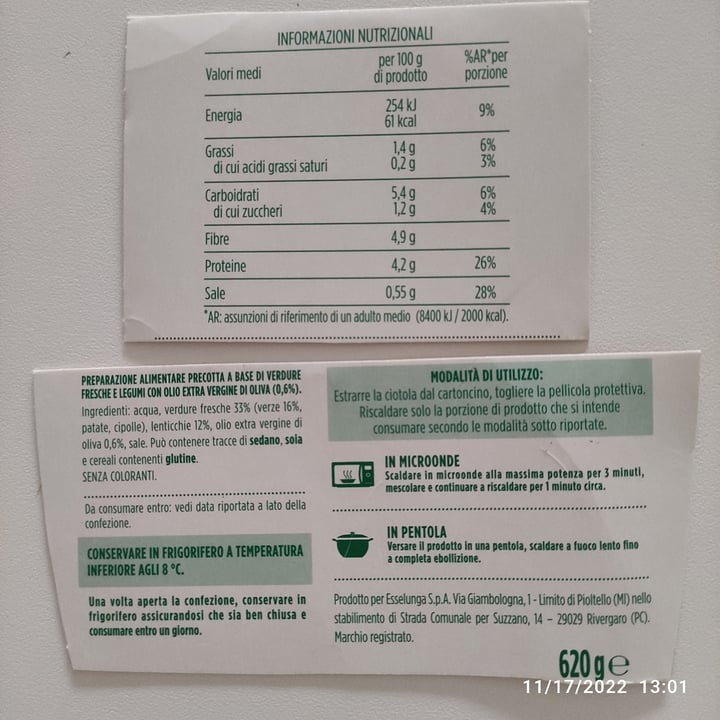 INFORMAZIONI NUTRIZIONALI
Valori medi per 100 g di prodotto %AR*per porzione
Energia 254 kJ 61 kcal 9%
Grassi 1,4 g 6%
di cui acidi grassi saturi 0,2 g 3%
Carboidrati 5,4 g 6%
di cui zuccheri 1,2 g 4%
Fibre 4,9 g
Proteine 4,2 g 26%
Sale 0,55 g 28%
*AR: assunzioni di riferimento di un adulto medio (8400 kJ / 2000 kcal).
PREPARAZIONE ALIMENTARE PRECOTTA A BASE DI VERDURE
FRESCHE E LEGUMI CON OLIO EXTRA VERGINE DI OLIVA (0,6%).
Ingredienti: acqua, verdure fresche 33% (verze 16%,
patate, cipolle), lenticchie 12%, olio extra vergine di
oliva 0,6%, sale. Può contenere tracce di sedano, soia
e cereali contenenti glutine.
SENZA COLORANTI.
Da consumare entro: vedi data riportata a lato della
confezione.
CONSERVARE IN FRIGORIFERO A TEMPERATURA
INFERIORE AGLI 8 °C.
Una volta aperta la confezione, conservare in
frigorifero assicurandosi che sia ben chiusa e
consumare entro un giorno.
MODALITÀ DI UTILIZZO:
Estrarre la ciotola dal cartoncino, togliere la pellicola protettiva.
Riscaldare solo la porzione di prodotto che si intende
consumare secondo le modalità sotto riportate.
IN MICROONDE
Scaldare in microonde alla massima potenza per 3 minuti,
mescolare e continuare a riscaldare per 1 minuto circa.
IN PENTOLA
Versare il prodotto in una pentola, scaldare a fuoco lento fino
a completa ebollizione.
Prodotto per Esselunga S.p.A. Via Giambologna, 1 - Limito di Pioltello (MI) nello
stabilimento di Strada Comunale per Suzzano, 14 – 29029 Rivergaro (PC).
Marchio registrato.
620 g e
11/17/2022 13:01